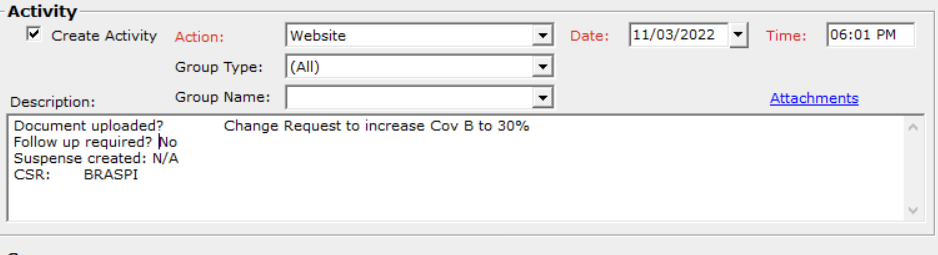 Activity
Create Activity Action: Website Date: 11/03/2022 Time: 06:01 PM
Group Type: (All)
Description: Group Name: Attachments
Document uploaded? Change Request to increase Cov B to 30%
Follow up required? No
Suspense created: N/A
CSR: BRASPI